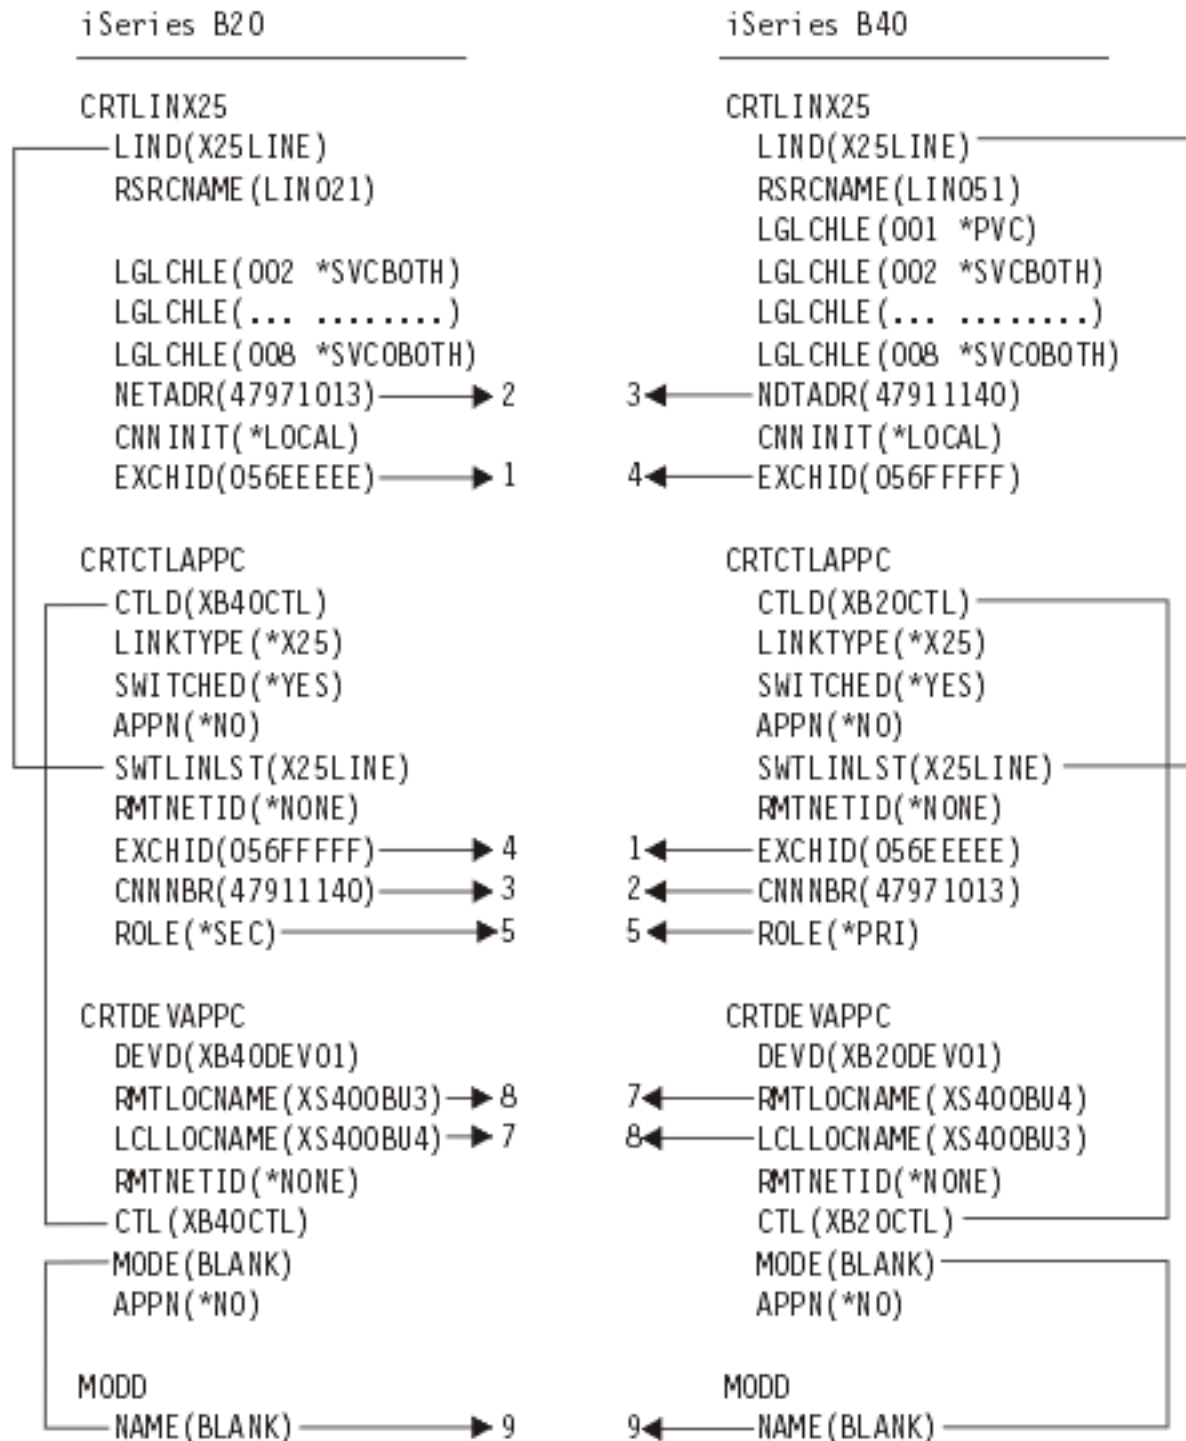 iSeries B20
CRTLINX25
LIND(X25LINE)
RSRCNAME(LIN021)
LGLCHLE(002 *SVCBOTH)
LGLCHLE(... ........)
LGLCHLE(008 *SVCOBOTH)
NETADR(47971013) 2
CNNINIT(*LOCAL)
EXCHID(056EEEEE) 1
CRTCTLAPPC
CTLD(XB40CTL)
LINKTYPE(*X25)
SWITCHED(*YES)
APPN(*NO)
SWTLINLST(X25LINE)
RMTNETID(*NONE)
EXCHID(056FFFFF) 4
CNNNBR(47911140) 3
ROLE(*SEC) 5
CRTDEVAPPC
DEVD(XB40DEV01)
RMTLOCNAME(XS400BU3) 8
LCLLOCNAME(XS400BU4) 7
RMTNETID(*NONE)
CTL(XB40CTL)
MODE(BLANK)
APPN(*NO)
MODD
NAME(BLANK) 9
iSeries B40
CRTLINX25
LIND(X25LINE)
RSRCNAME(LIN051)
LGLCHLE(001 *PVC)
LGLCHLE(002 *SVCBOTH)
LGLCHLE(... ........)
LGLCHLE(008 *SVCOBOTH)
3 NDTADR(47911140)
CNNINIT(*LOCAL)
4 EXCHID(056FFFFF)
CRTCTLAPPC
CTLD(XB20CTL)
LINKTYPE(*X25)
SWITCHED(*YES)
APPN(*NO)
SWTLINLST(X25LINE)
RMTNETID(*NONE)
1 EXCHID(056EEEEE)
2 CNNNBR(47971013)
5 ROLE(*PRI)
CRTDEVAPPC
DEVD(XB20DEV01)
7 RMTLOCNAME(XS400BU4)
8 LCLLOCNAME(XS400BU3)
RMTNETID(*NONE)
CTL(XB20CTL)
MODE(BLANK)
APPN(*NO)
MODD
9 NAME(BLANK)